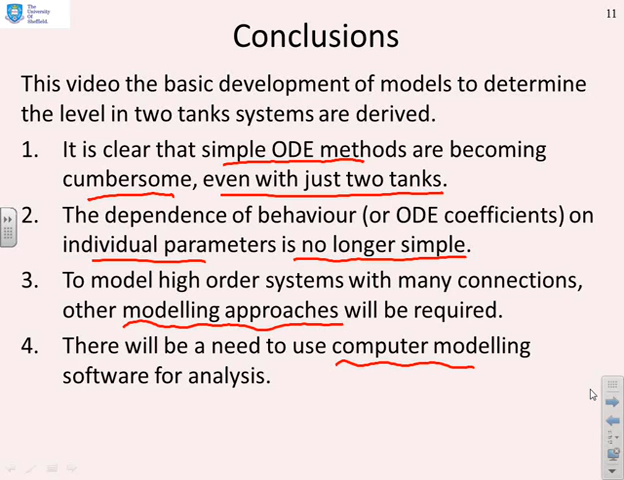 The
University
Of
Sheffield.
11
Conclusions
This video the basic development of models to determine
the level in two tanks systems are derived.
1. It is clear that simple ODE methods are becoming
cumbersome, even with just two tanks.
2. The dependence of behaviour (or ODE coefficients) on
individual parameters is no longer simple.
3. To model high order systems with many connections,
other modelling approaches will be required.
4. There will be a need to use computer modelling
software for analysis.